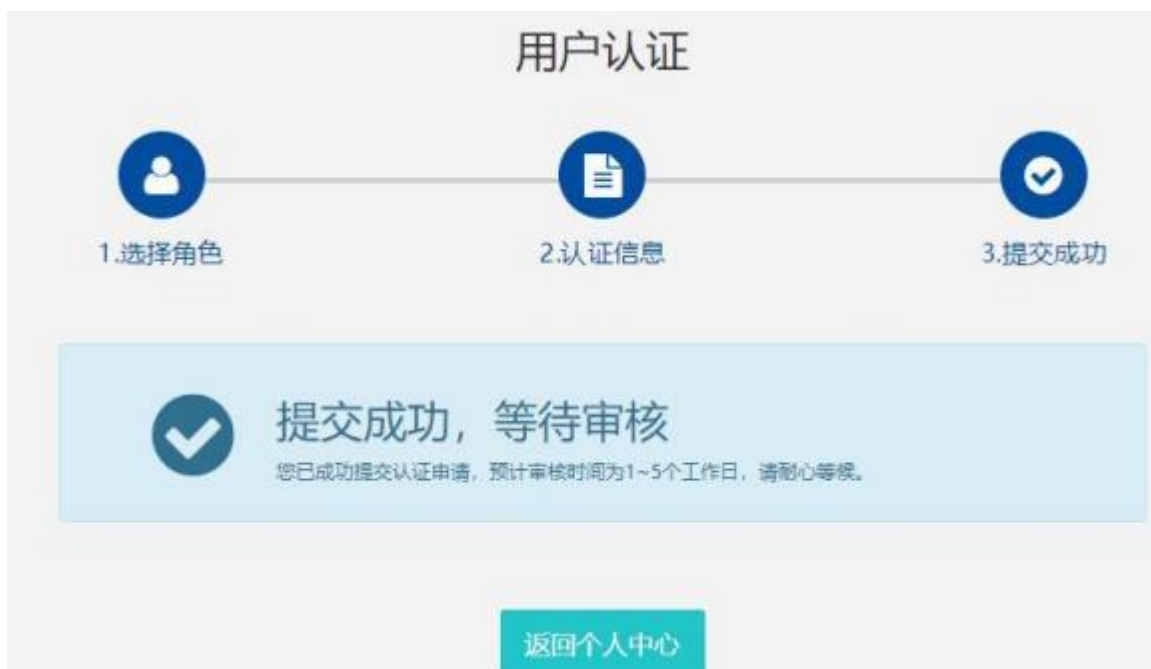 用户认证
1.选择角色
2.认证信息
3.提交成功
提交成功，等待审核
您已成功提交认证申请，预计审核时间为1~5个工作日，请耐心等候。
返回个人中心